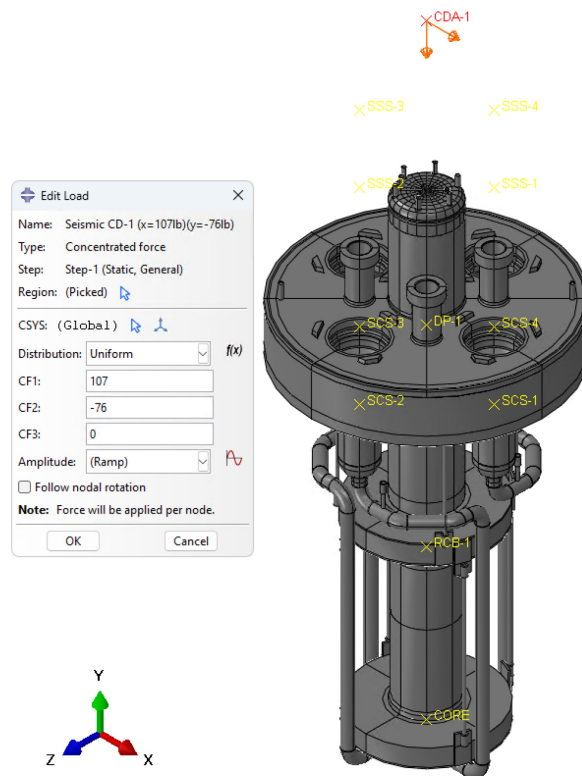 CDA-1
SSS-3
SSS-4
SSS-2
SSS-1
Edit Load
Name: Seismic CD-1 (x=107lb)(y=-76lb)
Type: Concentrated force
Step: Step-1 (Static, General)
Region: (Picked)
CSYS: (Global)
Distribution: Uniform f(x)
CF1: 107
CF2: -76
CF3: 0
Amplitude: (Ramp)
Follow nodal rotation
Note: Force will be applied per node.
OK Cancel
SCS-3
DP-1
SCS-4
SCS-2
SCS-1
RCB-1
CORE
Y
Z
X